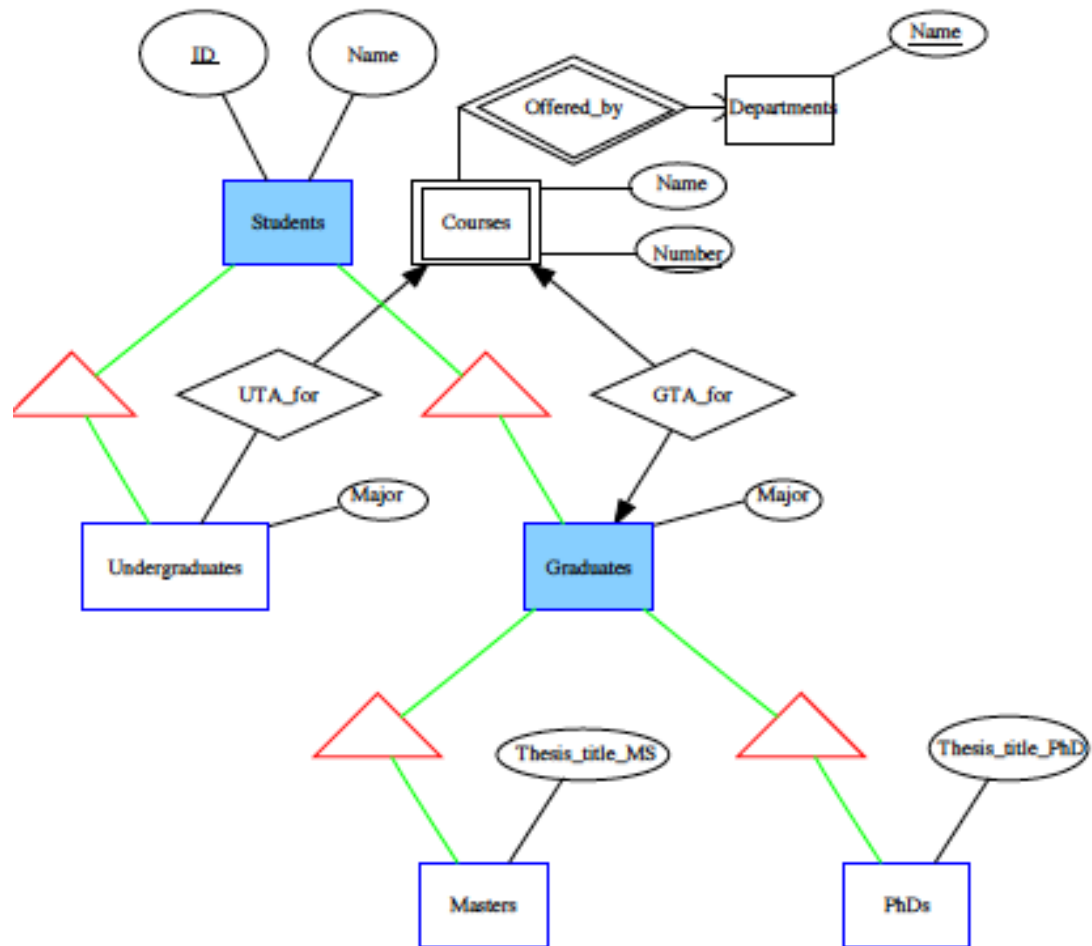 ID
Name
Name
Offered_by
Departments
Name
Students
Courses
Number
UTA_for
GTA_for
Major
Major
Undergraduates
Graduates
Thesis_title_MS
Thesis_title_PhD
Masters
PhDs